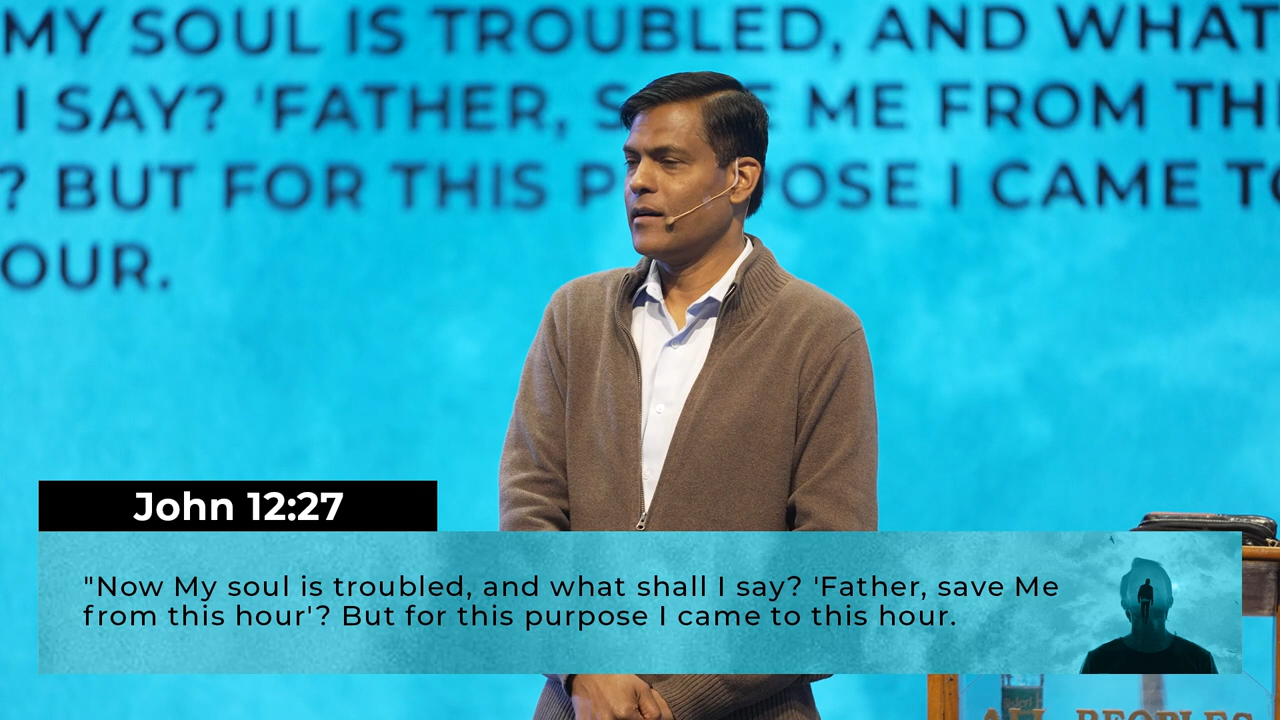 MY SOUL IS TROUBLED, AND WHAT
I SAY? 'FATHER, S E ME FROM TH
? BUT FOR THIS P POSE I CAME TO
OUR.
John 12:27
"Now My soul is troubled, and what shall I say? 'Father, save Me
from this hour'? But for this purpose I came to this hour.
ALL PEOPLES